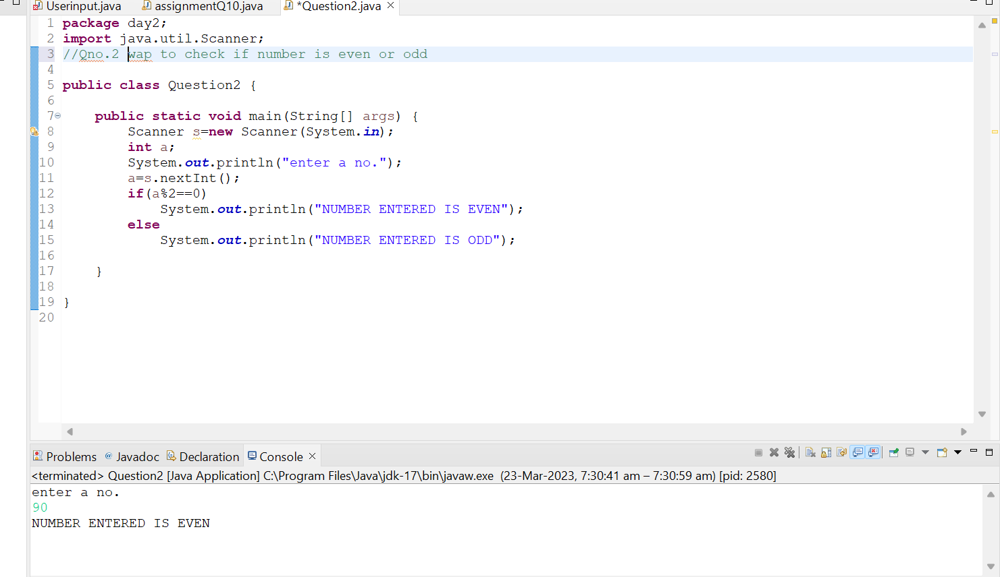 Userinput.java assignmentQ10.java *Question2.java
1 package day2;
2 import java.util.Scanner;
3 //Qno.2 wap to check if number is even or odd
4
5 public class Question2 {
6
7 public static void main(String[] args) {
8 Scanner s=new Scanner(System.in);
9 int a;
10 System.out.println("enter a no.");
11 a=s.nextInt();
12 if(a%2==0)
13 System.out.println("NUMBER ENTERED IS EVEN");
14 else
15 System.out.println("NUMBER ENTERED IS ODD");
16
17 }
18
19 }
20
Problems @ Javadoc Declaration Console
<terminated> Question2 [Java Application] C:\Program Files\Java\jdk-17\bin\javaw.exe (23-Mar-2023, 7:30:41 am – 7:30:59 am) [pid: 2580]
enter a no.
90
NUMBER ENTERED IS EVEN